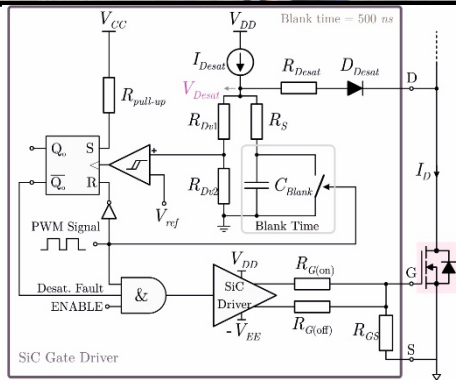 V_CC
V_DD
Blank time = 500 ns
I_Desat
R_Desat
D_Desat
D
V_Desat
R_pull-up
R_Dv1
R_S
Q_o
S
+
I_D
R_Dv2
C_Blank
Q̅_o
R
-
V_ref
Blank Time
PWM Signal
V_DD
R_G(on)
G
Desat. Fault
&
SiC
Driver
ENABLE
R_G(off)
R_GS
-V_EE
SiC Gate Driver
S